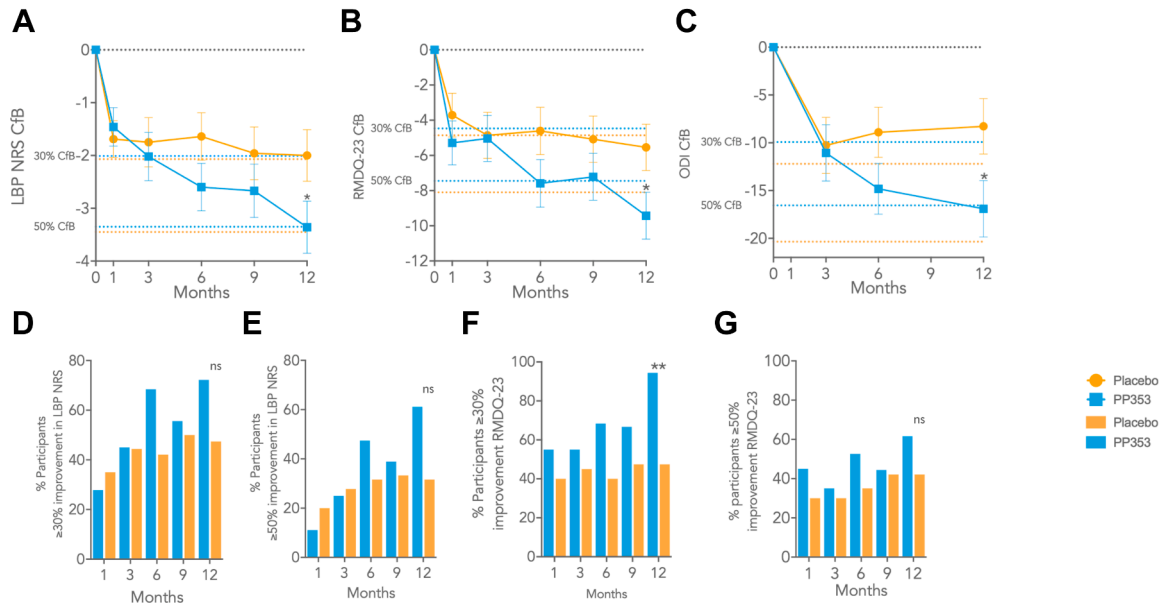 A
B
C
LBP NRS CfB
0
-1
-2
-3
-4
30% CfB
50% CfB
*
0 1 3 6 9 12
Months
RMDQ-23 CfB
0
-2
-4
-6
-8
-10
-12
30% CfB
50% CfB
*
0 1 3 6 9 12
Months
ODI CfB
0
-5
-10
-15
-20
30% CfB
50% CfB
*
0 1 3 6 9 12
Months
D
E
F
G
% Participants
≥30% improvement in LBP NRS
80
60
40
20
0
ns
1 3 6 9 12
Months
% Participants
≥50% improvement in LBP NRS
80
60
40
20
0
ns
1 3 6 9 12
Months
% Participants ≥30%
improvement RMDQ-23
100
80
60
40
20
0
**
1 3 6 9 12
Months
% participants ≥50%
improvement RMDQ-23
100
80
60
40
20
0
ns
1 3 6 9 12
Months
Placebo
PP353
Placebo
PP353